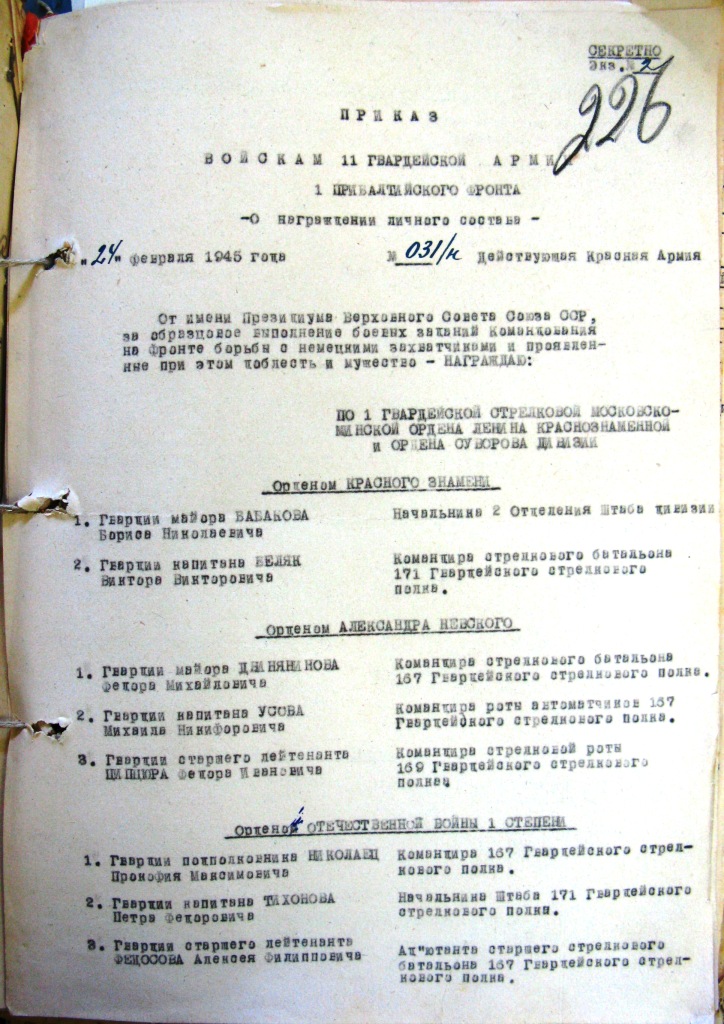 СЕКРЕТНО
Экз. № 2
226
ПРИКАЗ
ВОЙСКАМ 11 ГВАРДЕЙСКОЙ АРМИИ
1 ПРИБАЛТИЙСКОГО ФРОНТА
-О награждении личного состава -
"24" февраля 1945 года № 031/н Действующая Красная Армия
От имени Президиума Верховного Совета Союза ССР,
за образцовое выполнение боевых заданий Командования
на фронте борьбы с немецкими захватчиками и проявлен-
ные при этом доблесть и мужество - НАГРАЖДАЮ:
ПО 1 ГВАРДЕЙСКОЙ СТРЕЛКОВОЙ МОСКОВСКО-
МИНСКОЙ ОРДЕНА ЛЕНИНА КРАСНОЗНАМЕННОЙ
И ОРДЕНА СУВОРОВА ДИВИЗИИ
Орденом КРАСНОГО ЗНАМЕНИ
1. Гвардии майора БАБАКОВА Начальника 2 Отделения Штаба дивизии
Бориса Николаевича
2. Гвардии капитана БЕЛЯК Командира стрелкового батальона
Виктора Викторовича 171 Гвардейского стрелкового
полка.
Орденом АЛЕКСАНДРА НЕВСКОГО
1. Гвардии майора Командира стрелкового батальона
Федора Михайловича 167 Гвардейского стрелкового полка.
2. Гвардии капитана УСОВА Командира роты автоматчиков 167
Михаила Никифоровича Гвардейского стрелкового полка.
3. Гвардии старшего лейтенанта Командира стрелковой роты
ЦИПЦЮРА Федора Ивановича 169 Гвардейского стрелкового
полка
Орденом ОТЕЧЕСТВЕННОЙ ВОЙНЫ 1 СТЕПЕНИ
1. Гвардии подполковника НИКОЛАЕЦ Командира 167 Гвардейского стрел-
Прокофия Максимовича кового полка.
2. Гвардии капитана ТИХОНОВА Начальника Штаба 171 Гвардейского
Петра Федоровича стрелкового полка.
3. Гвардии старшего лейтенанта Ад"ютанта старшего стрелкового
ФЕДОСОВА Алексея Филипповича батальона 167 Гвардейского стрел-
кового полка.